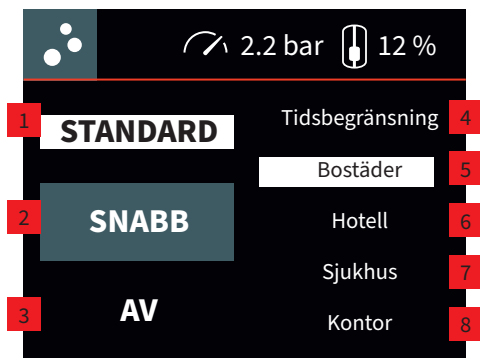 2.2 bar 12 %
1 STANDARD
2 SNABB
3 AV
Tidsbegränsning 4
Bostäder 5
Hotell 6
Sjukhus 7
Kontor 8